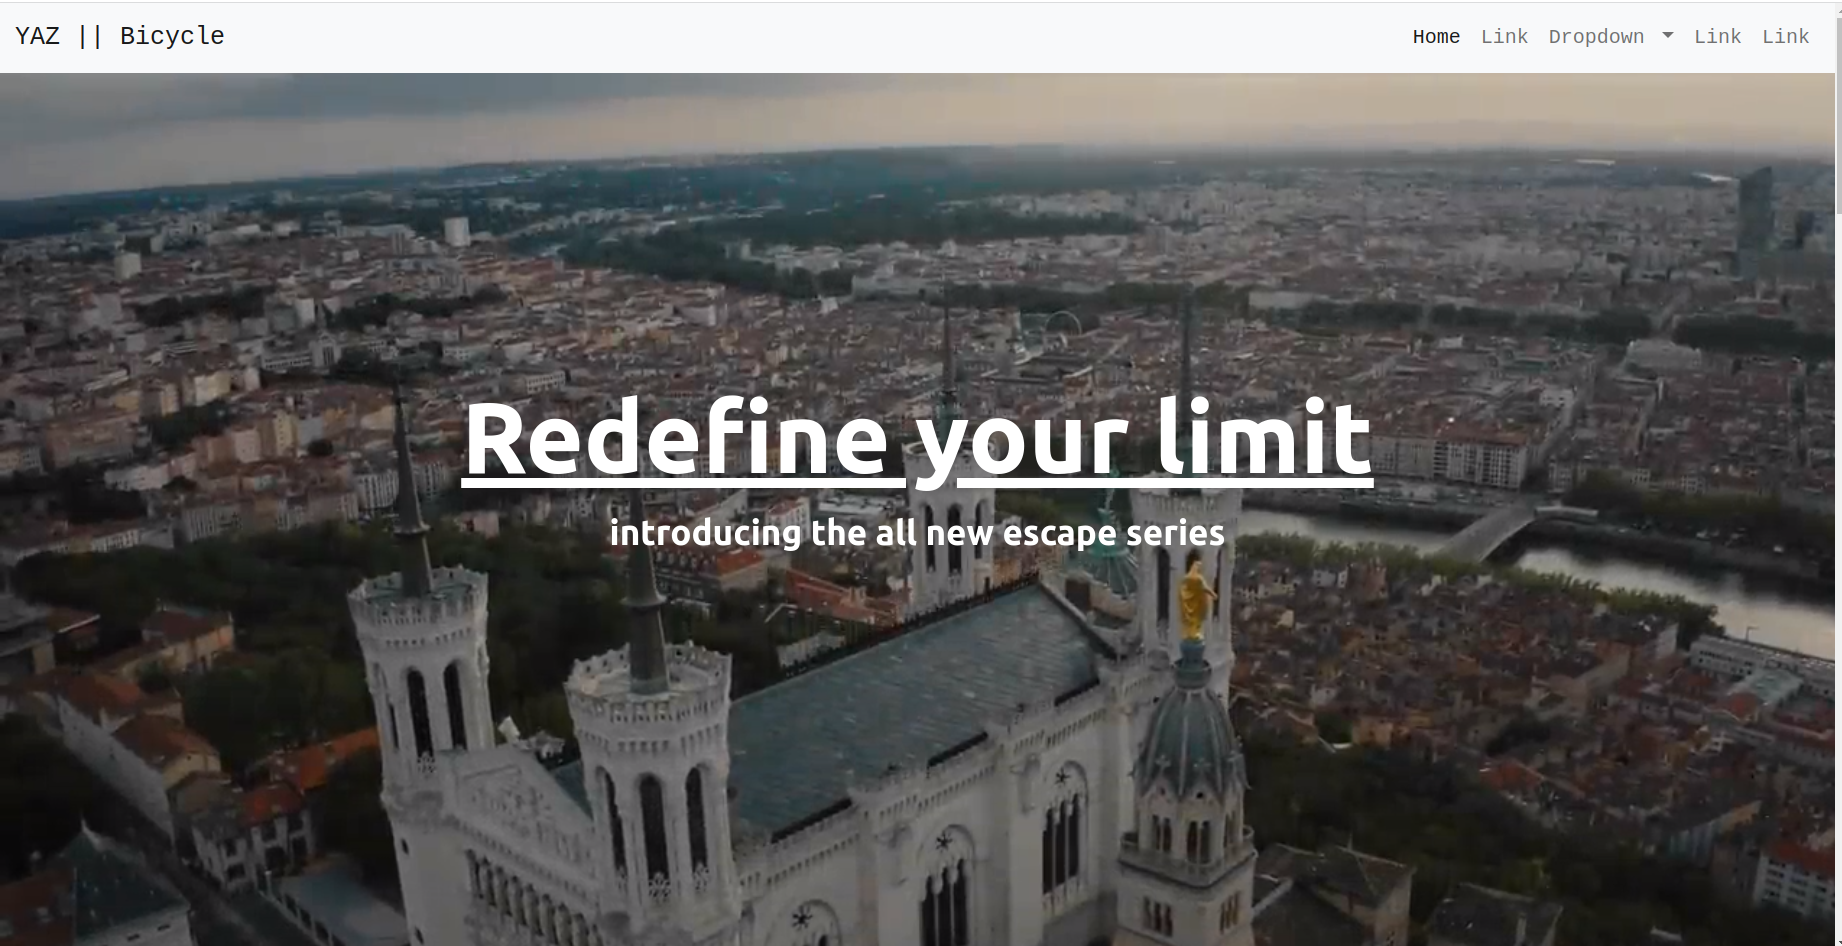 YAZ || Bicycle
Home Link Dropdown Link Link
Redefine your limit
introducing the all new escape series